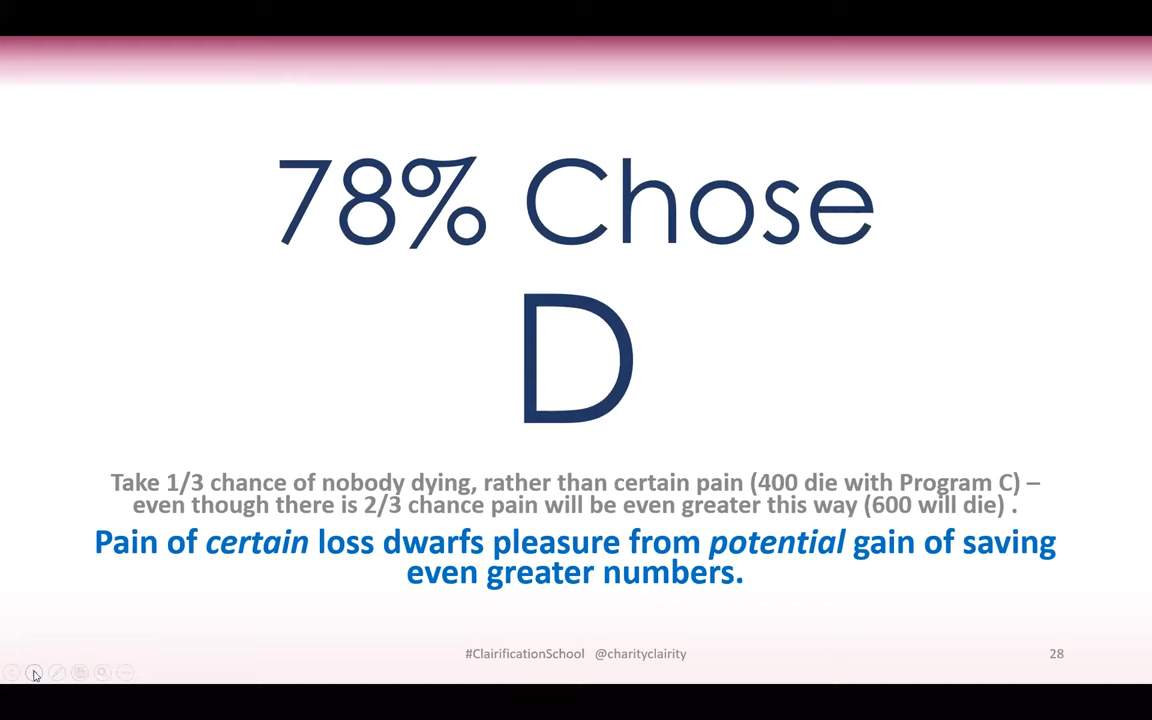 78% Chose
D
Take 1/3 chance of nobody dying, rather than certain pain (400 die with Program C) –
even though there is 2/3 chance pain will be even greater this way (600 will die) .
Pain of certain loss dwarfs pleasure from potential gain of saving
even greater numbers.
#ClairificationSchool @charityclairity
28